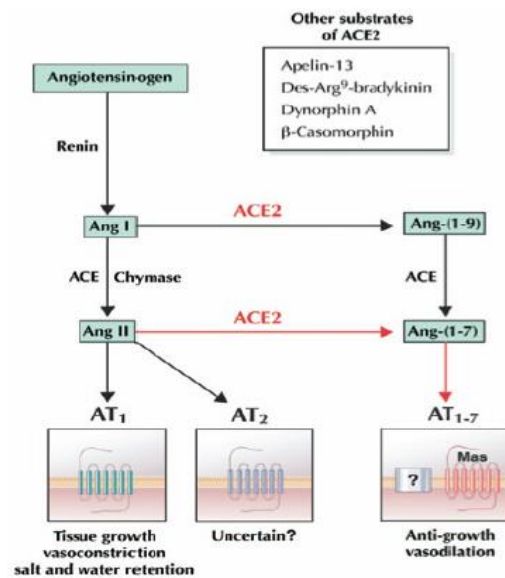 Other substrates
of ACE2
Apelin-13
Des-Arg⁹-bradykinin
Dynorphin A
β-Casomorphin
Angiotensinogen
Renin
Ang I
ACE2
Ang-(1-9)
ACE
Chymase
ACE
Ang II
ACE2
Ang-(1-7)
AT₁
AT₂
AT₁₋₇
?
Mas
Tissue growth
vasoconstriction
salt and water retention
Uncertain?
Anti-growth
vasodilation